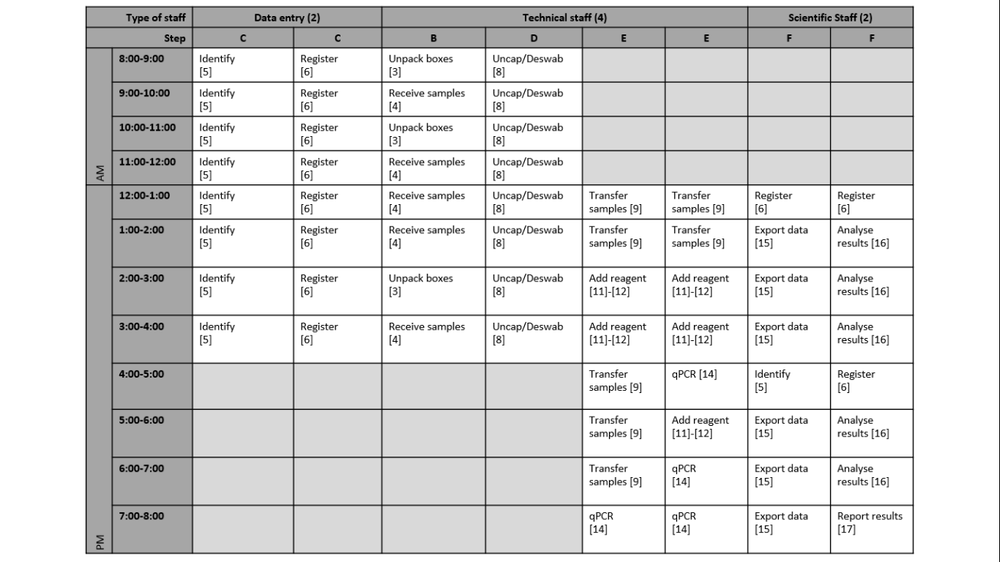 Type of staff Data entry (2) Technical staff (4) Scientific Staff (2)
Step C C B D E E F F
AM
8:00-9:00 Identify Register Unpack boxes Uncap/Deswab
[5] [6] [3] [8]
9:00-10:00 Identify Register Receive samples Uncap/Deswab
[5] [6] [4] [8]
10:00-11:00 Identify Register Unpack boxes Uncap/Deswab
[5] [6] [3] [8]
11:00-12:00 Identify Register Receive samples Uncap/Deswab
[5] [6] [4] [8]
PM
12:00-1:00 Identify Register Receive samples Uncap/Deswab Transfer Transfer Register Register
[5] [6] [4] [8] samples [9] samples [9] [6] [6]
1:00-2:00 Identify Register Receive samples Uncap/Deswab Transfer Transfer Export data Analyse
[5] [6] [4] [8] samples [9] samples [9] [15] results [16]
2:00-3:00 Identify Register Unpack boxes Uncap/Deswab Add reagent Add reagent Export data Analyse
[5] [6] [3] [8] [11]-[12] [11]-[12] [15] results [16]
3:00-4:00 Identify Register Receive samples Uncap/Deswab Add reagent Add reagent Export data Analyse
[5] [6] [4] [8] [11]-[12] [11]-[12] [15] results [16]
4:00-5:00 Transfer qPCR [14] Identify Register
samples [9] [5] [6]
5:00-6:00 Transfer Add reagent Export data Analyse
samples [9] [11]-[12] [15] results [16]
6:00-7:00 Transfer qPCR Export data Analyse
samples [9] [14] [15] results [16]
7:00-8:00 qPCR qPCR Export data Report results
[14] [14] [15] [17]